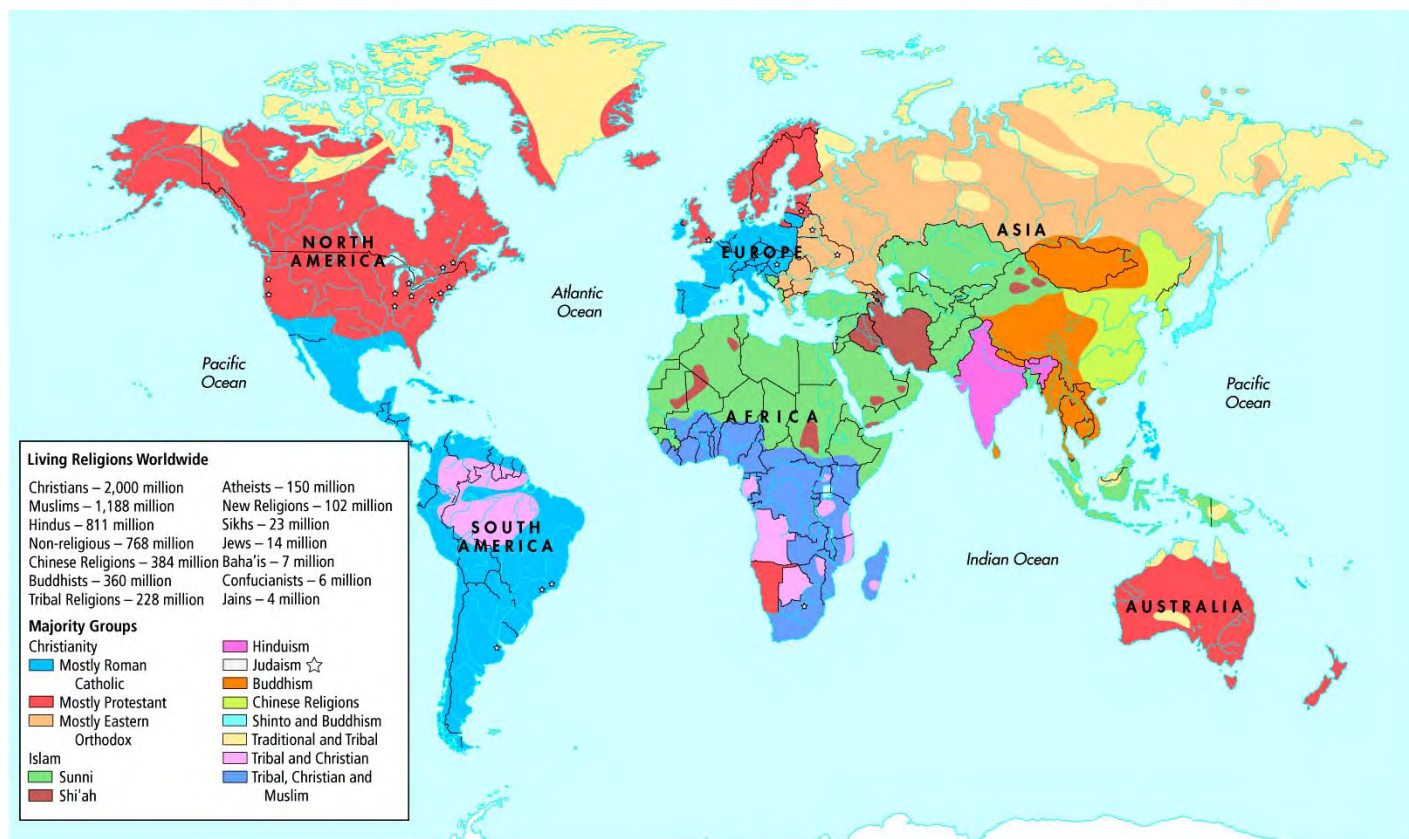 NORTH
AMERICA
EUROPE
ASIA
Atlantic
Ocean
Pacific
Ocean
Pacific
Ocean
AFRICA
SOUTH
AMERICA
Indian Ocean
AUSTRALIA
Living Religions Worldwide
Christians – 2,000 million
Muslims – 1,188 million
Hindus – 811 million
Non-religious – 768 million
Chinese Religions – 384 million
Buddhists – 360 million
Tribal Religions – 228 million
Atheists – 150 million
New Religions – 102 million
Sikhs – 23 million
Jews – 14 million
Baha'is – 7 million
Confucianists – 6 million
Jains – 4 million
Majority Groups
Christianity
Mostly Roman
Catholic
Mostly Protestant
Mostly Eastern
Orthodox
Islam
Sunni
Shi'ah
Hinduism
Judaism
Buddhism
Chinese Religions
Shinto and Buddhism
Traditional and Tribal
Tribal and Christian
Tribal, Christian and
Muslim